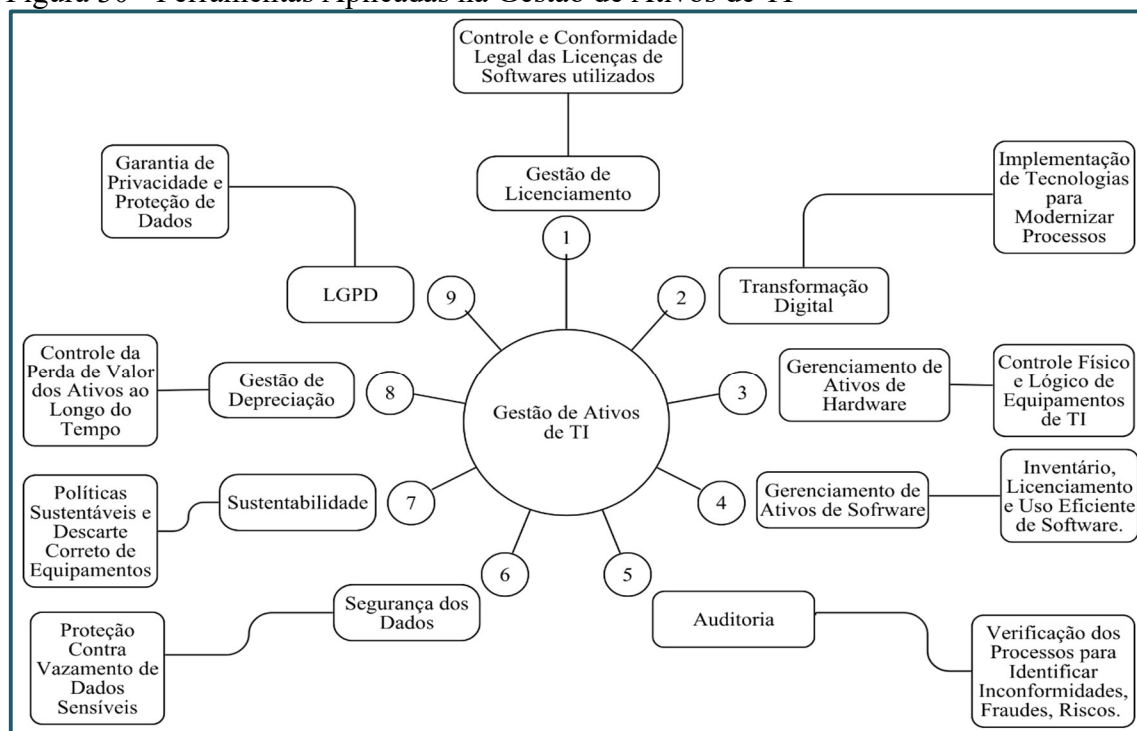 Figura 30 - Ferramentas Aplicadas na Gestão de Ativos de TI
Controle e Conformidade
Legal das Licenças de
Softwares utilizados
Gestão de
Licenciamento
1
Implementação
de Tecnologias
para
Modernizar
Processos
Transformação
Digital
2
Gerenciamento de
Ativos de
Hardware
Controle Físico
e Lógico de
Equipamentos
de TI
3
Gerenciamento de
Ativos de Sofrware
Inventário,
Licenciamento
e Uso Eficiente
de Software.
4
Auditoria
Verificação dos
Processos para
Identificar
Inconformidades,
Fraudes, Riscos.
5
Segurança dos
Dados
Proteção
Contra
Vazamento de
Dados
Sensíveis
6
Sustentabilidade
Políticas
Sustentáveis e
Descarte
Correto de
Equipamentos
7
Gestão de
Depreciação
Controle da
Perda de Valor
dos Ativos ao
Longo do
Tempo
8
LGPD
Garantia de
Privacidade e
Proteção de
Dados
9
Gestão de Ativos
de TI